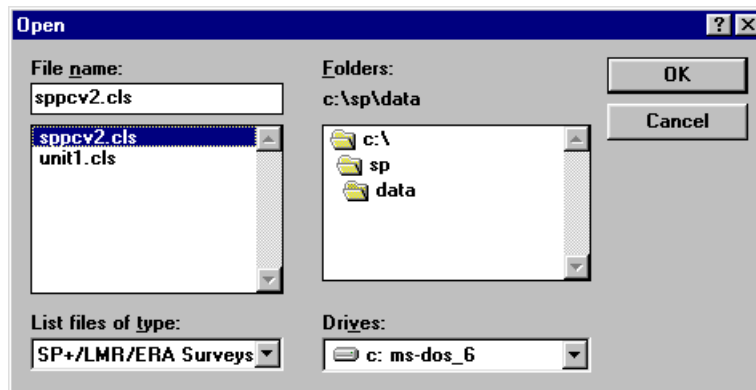 Open
File name:
sppcv2.cls
sppcv2.cls
unit1.cls
List files of type:
SP+/LMR/ERA Surveys
Folders:
c:\sp\data
c:\
sp
data
Drives:
c: ms-dos_6
OK
Cancel